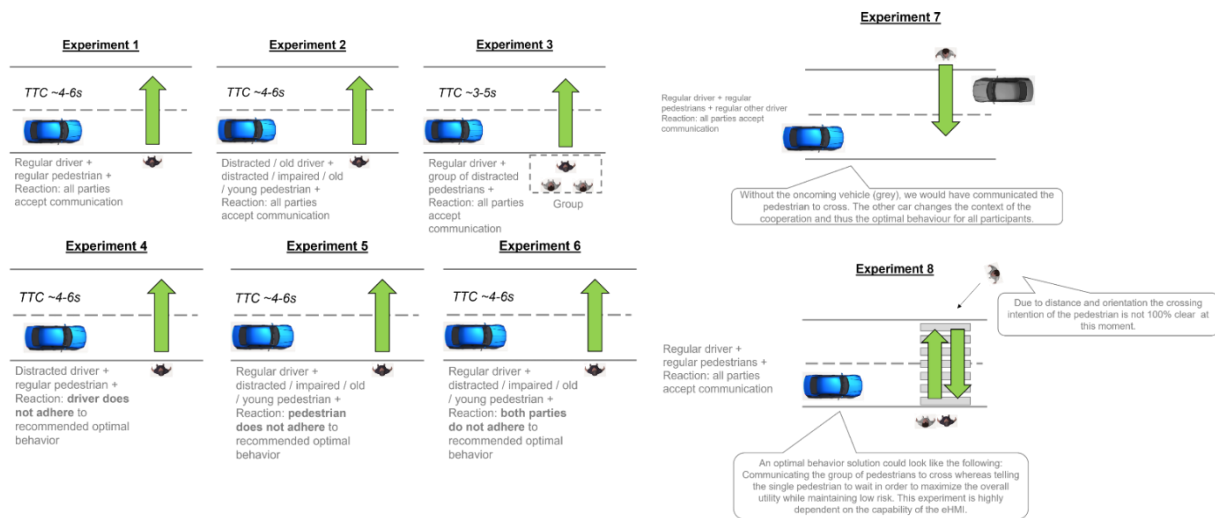 Experiment 1
TTC ~4-6s
Regular driver +
regular pedestrian +
Reaction: all parties
accept communication
Experiment 2
TTC ~4-6s
Distracted / old driver +
distracted / impaired / old
/ young pedestrian +
Reaction: all parties
accept communication
Experiment 3
TTC ~3-5s
Regular driver +
group of distracted
pedestrians +
Reaction: all parties
accept
communication
Group
Experiment 4
TTC ~4-6s
Distracted driver +
regular pedestrian +
Reaction: driver does
not adhere to
recommended optimal
behavior
Experiment 5
TTC ~4-6s
Regular driver +
distracted / impaired / old
/ young pedestrian +
Reaction: pedestrian
does not adhere to
recommended optimal
behavior
Experiment 6
TTC ~4-6s
Regular driver +
distracted / impaired / old
/ young pedestrian +
Reaction: both parties
do not adhere to
recommended optimal
behavior
Experiment 7
Regular driver + regular
pedestrians + regular other driver
Reaction: all parties accept
communication
Without the oncoming vehicle (grey), we would have communicated the
pedestrian to cross. The other car changes the context of the
cooperation and thus the optimal behaviour for all participants.
Experiment 8
Due to distance and orientation the crossing
intention of the pedestrian is not 100% clear at
this moment.
Regular driver +
regular pedestrians +
Reaction: all parties
accept communication
An optimal behavior solution could look like the following:
Communicating the group of pedestrians to cross whereas telling
the single pedestrian to wait in order to maximize the overall
utility while maintaining low risk. This experiment is highly
dependent on the capability of the eHMI.